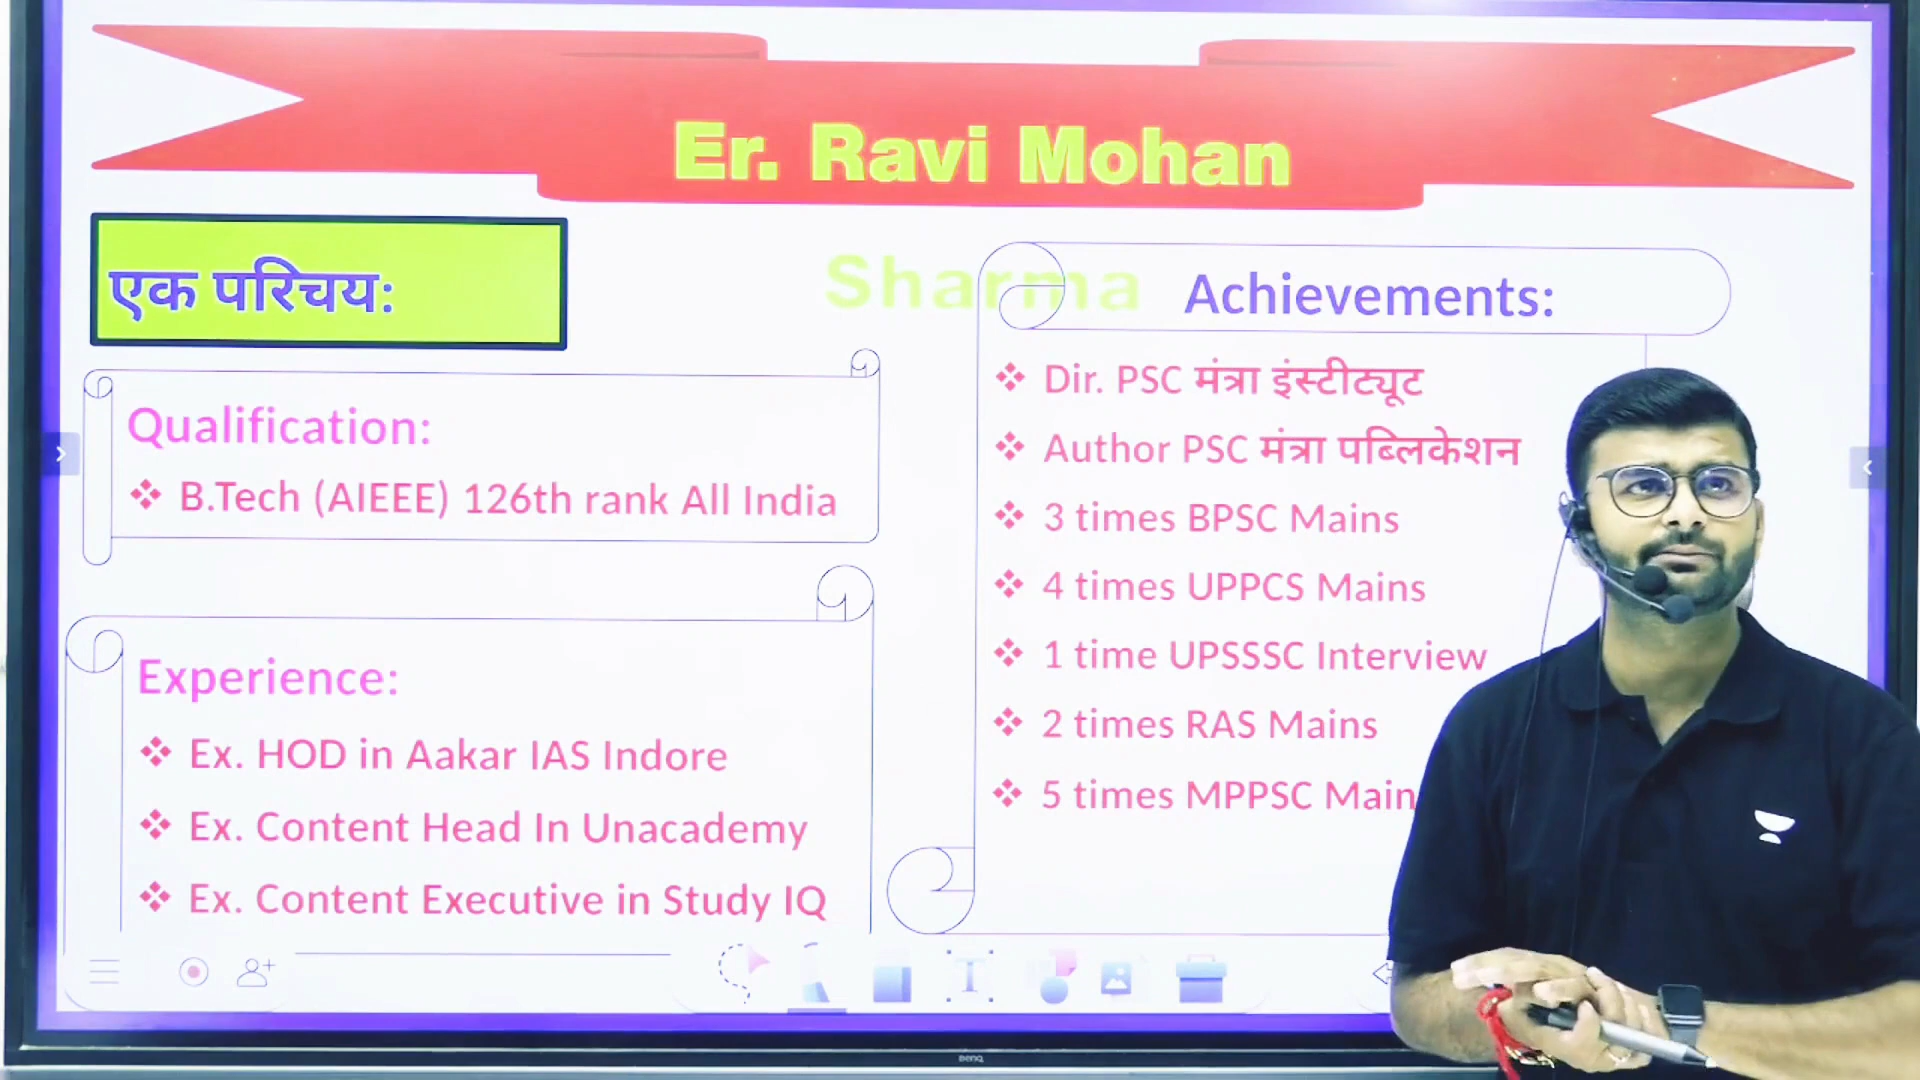 Er. Ravi Mohan
Sharma
एक परिचय:
Qualification:
❖ B.Tech (AIEEE) 126th rank All India
Experience:
❖ Ex. HOD in Aakar IAS Indore
❖ Ex. Content Head In Unacademy
❖ Ex. Content Executive in Study IQ
Achievements:
❖ Dir. PSC मंत्रा इंस्टीट्यूट
❖ Author PSC मंत्रा पब्लिकेशन
❖ 3 times BPSC Mains
❖ 4 times UPPCS Mains
❖ 1 time UPSSSC Interview
❖ 2 times RAS Mains
❖ 5 times MPPSC Main
BenQ